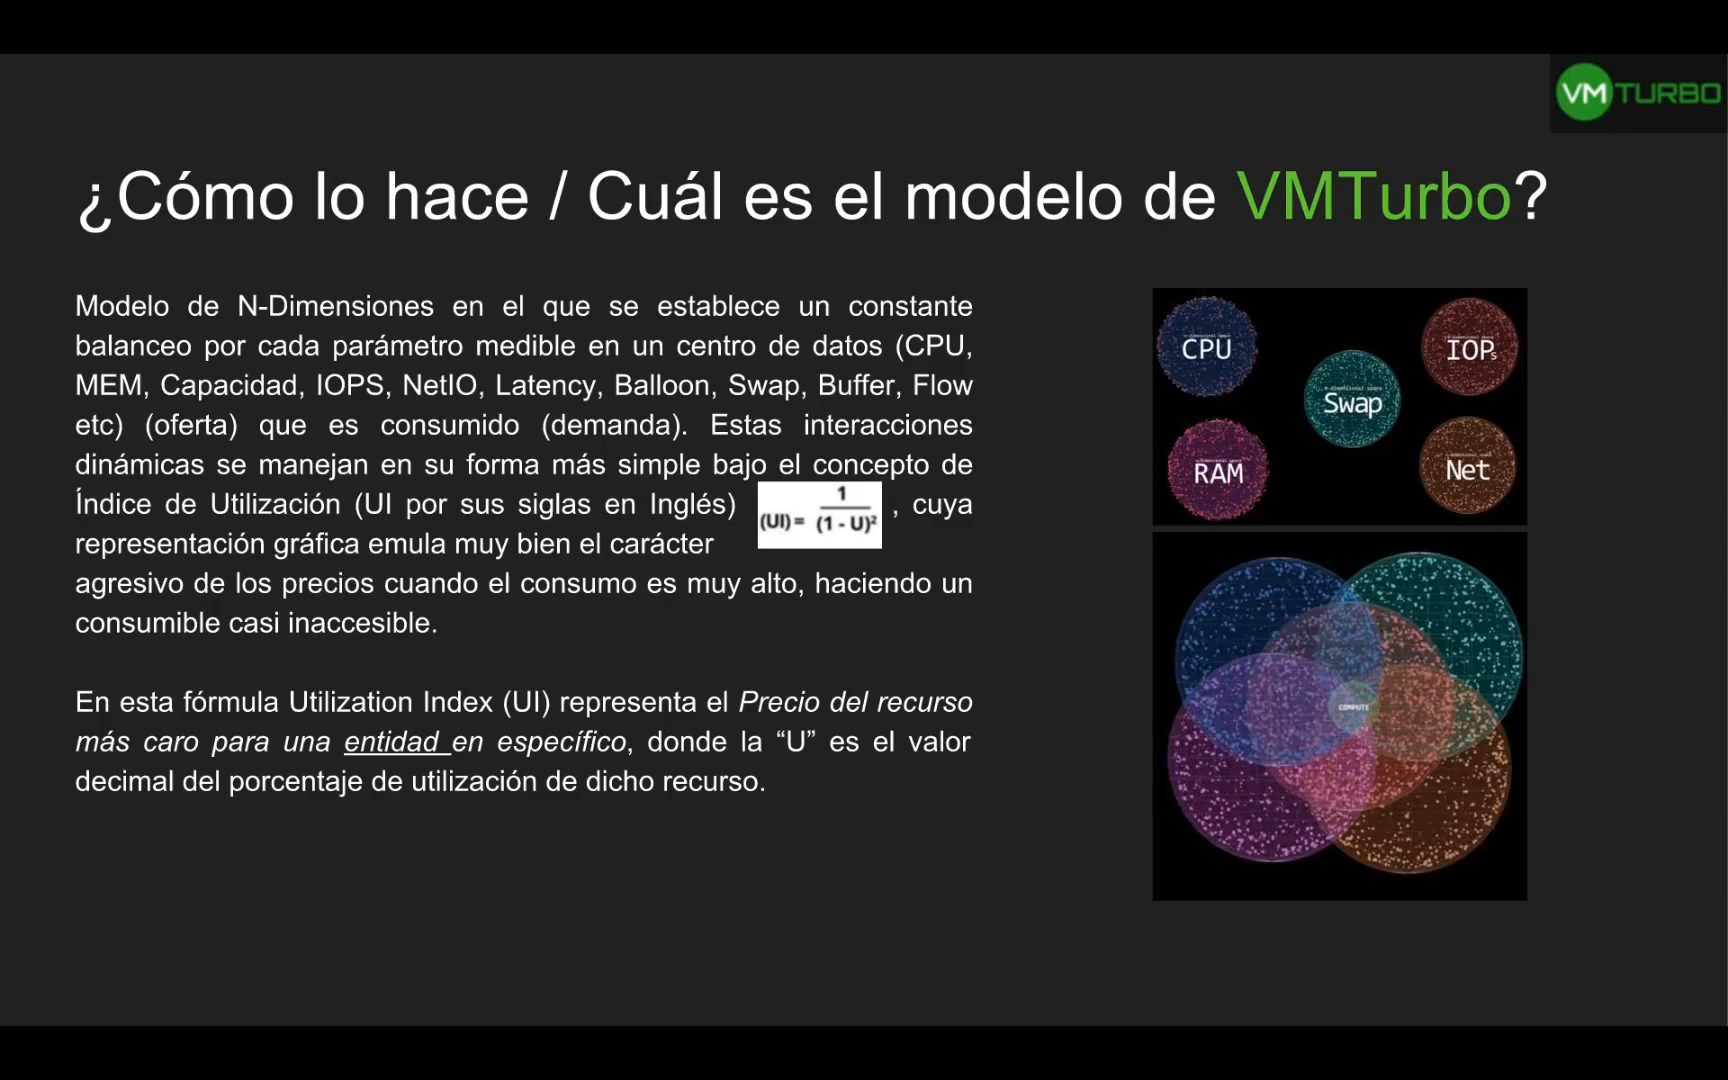 VMTURBO
¿Cómo lo hace / Cuál es el modelo de VMTurbo?
Modelo de N-Dimensiones en el que se establece un constante
balanceo por cada parámetro medible en un centro de datos (CPU,
MEM, Capacidad, IOPS, NetIO, Latency, Balloon, Swap, Buffer, Flow
etc) (oferta) que es consumido (demanda). Estas interacciones
dinámicas se manejan en su forma más simple bajo el concepto de
Índice de Utilización (UI por sus siglas en Inglés) (UI) = 1 / (1 - U)² , cuya
representación gráfica emula muy bien el carácter
agresivo de los precios cuando el consumo es muy alto, haciendo un
consumible casi inaccesible.
En esta fórmula Utilization Index (UI) representa el Precio del recurso
más caro para una entidad en específico, donde la “U” es el valor
decimal del porcentaje de utilización de dicho recurso.
CPU
IOPs
Swap
RAM
Net
COMPUTE